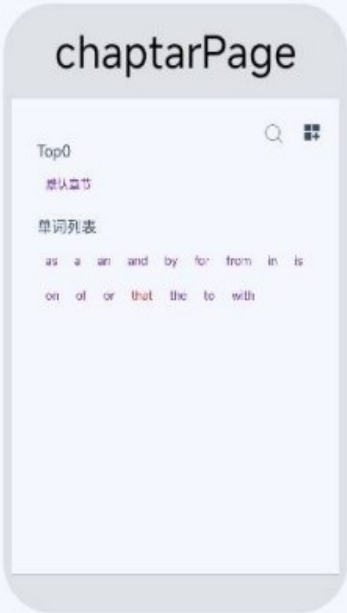 chaptarPage
Top0
默认章节
单词列表
as a an and by for from in is
on of or that the to with